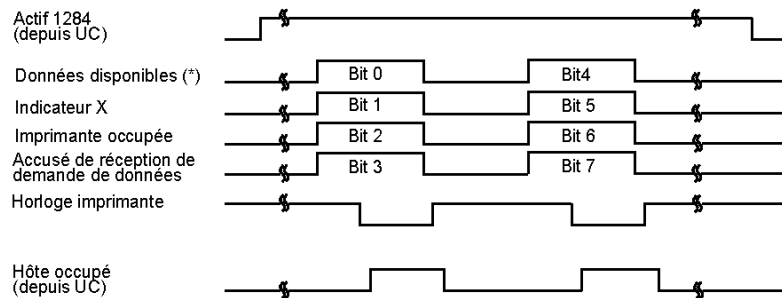 Actif 1284
(depuis UC)
Données disponibles (*)
Bit 0
Bit4
Indicateur X
Bit 1
Bit 5
Imprimante occupée
Bit 2
Bit 6
Accusé de réception de
demande de données
Bit 3
Bit 7
Horloge imprimante
Hôte occupé
(depuis UC)